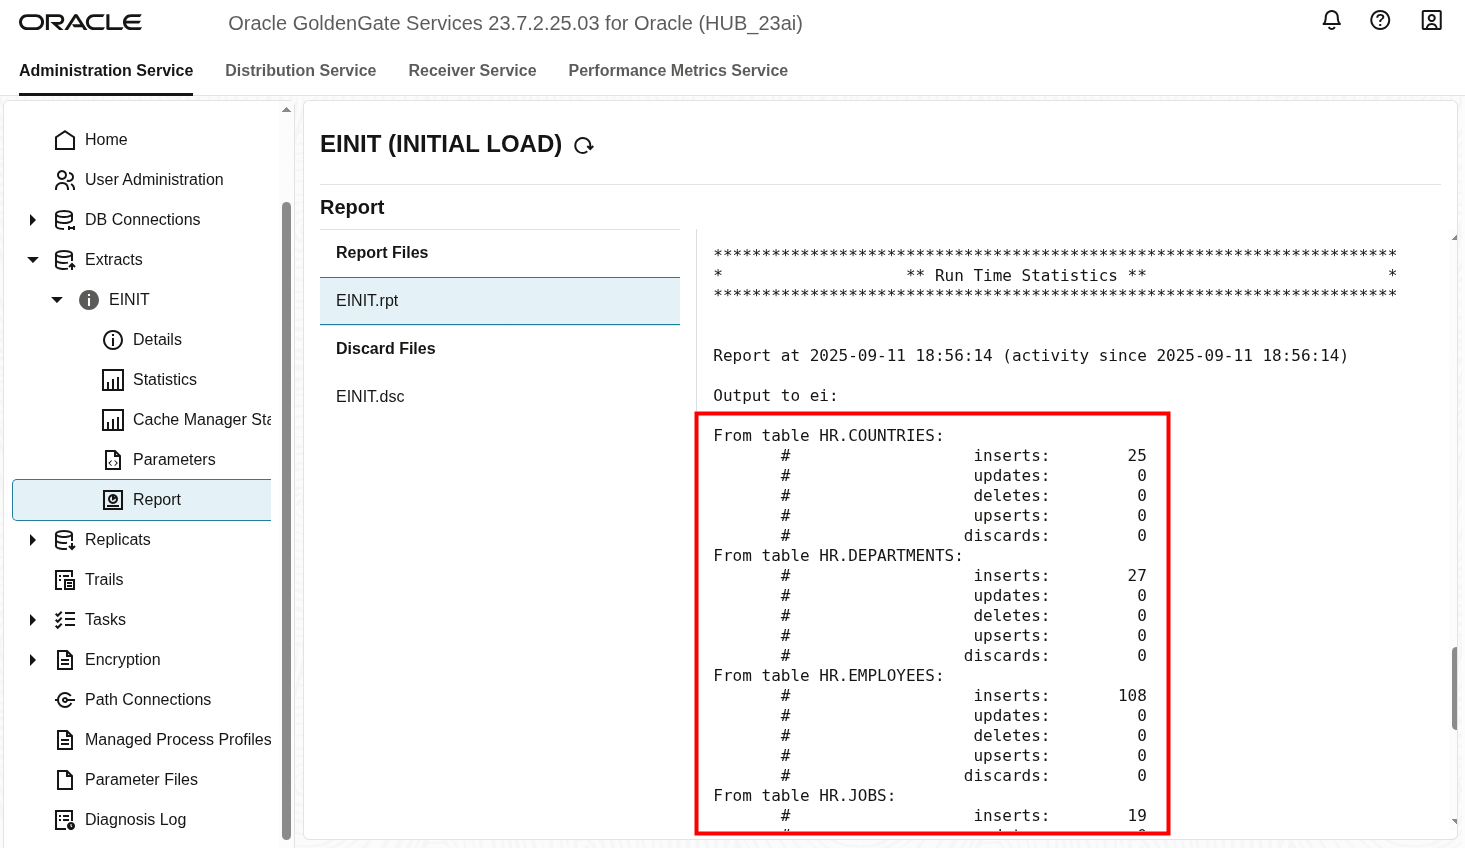 ORACLE
Oracle GoldenGate Services 23.7.2.25.03 for Oracle (HUB_23ai)
Administration Service
Distribution Service
Receiver Service
Performance Metrics Service
Home
User Administration
DB Connections
Extracts
EINIT
Details
Statistics
Cache Manager Sta
Parameters
Report
Replicats
Trails
Tasks
Encryption
Path Connections
Managed Process Profiles
Parameter Files
Diagnosis Log
EINIT (INITIAL LOAD)
Report
Report Files
EINIT.rpt
Discard Files
EINIT.dsc
***********************************************************************
*                   ** Run Time Statistics **                         *
***********************************************************************
Report at 2025-09-11 18:56:14 (activity since 2025-09-11 18:56:14)
Output to ei:
From table HR.COUNTRIES:
#                   inserts:        25
#                   updates:         0
#                   deletes:         0
#                   upserts:         0
#                  discards:         0
From table HR.DEPARTMENTS:
#                   inserts:        27
#                   updates:         0
#                   deletes:         0
#                   upserts:         0
#                  discards:         0
From table HR.EMPLOYEES:
#                   inserts:       108
#                   updates:         0
#                   deletes:         0
#                   upserts:         0
#                  discards:         0
From table HR.JOBS:
#                   inserts:        19